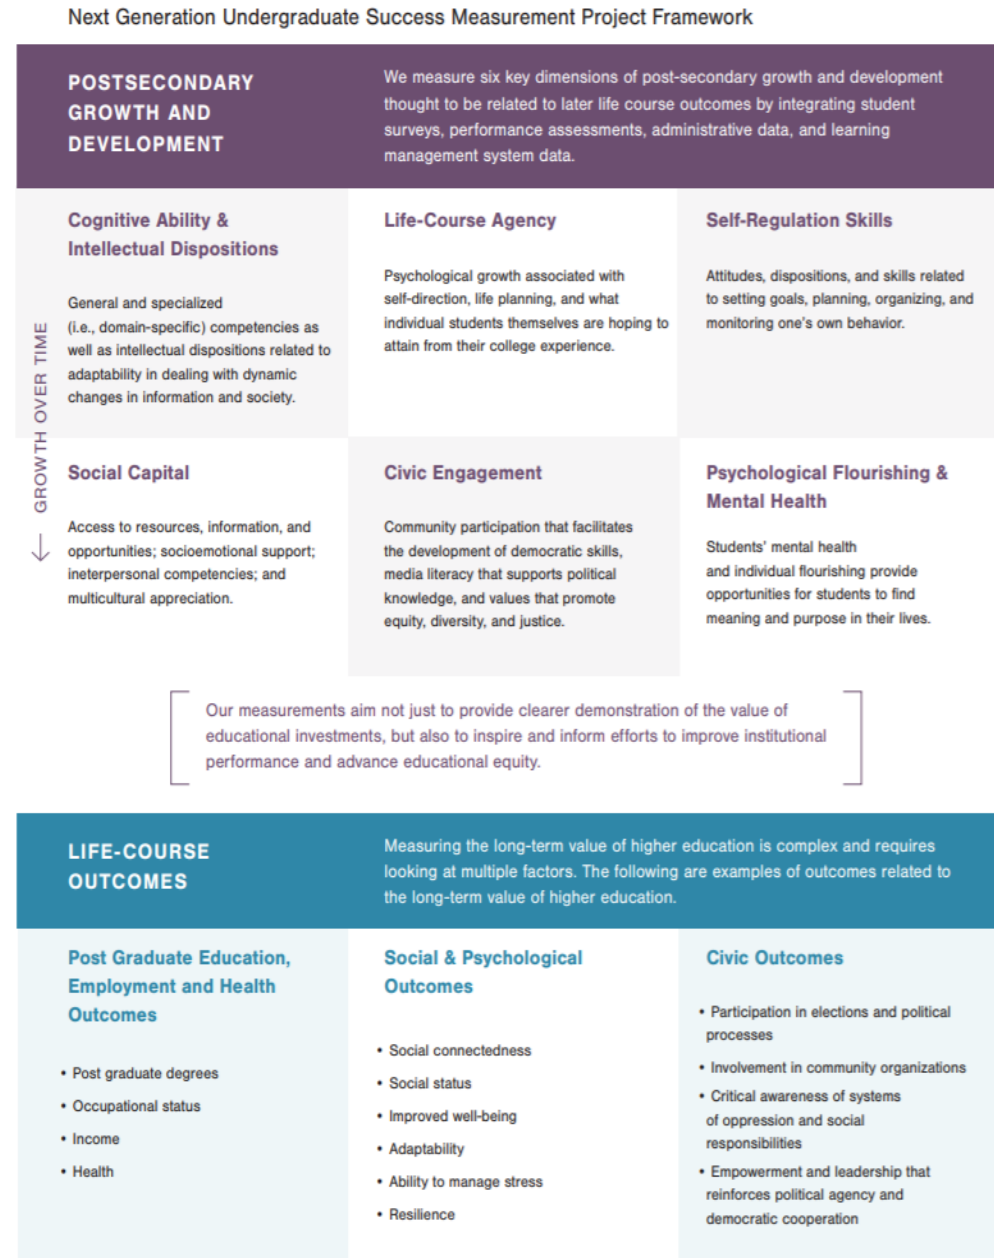 Next Generation Undergraduate Success Measurement Project Framework
POSTSECONDARY
GROWTH AND
DEVELOPMENT
We measure six key dimensions of post-secondary growth and development
thought to be related to later life course outcomes by integrating student
surveys, performance assessments, administrative data, and learning
management system data.
GROWTH OVER TIME
Cognitive Ability &
Intellectual Dispositions
General and specialized
(i.e., domain-specific) competencies as
well as intellectual dispositions related to
adaptability in dealing with dynamic
changes in information and society.
Life-Course Agency
Psychological growth associated with
self-direction, life planning, and what
individual students themselves are hoping to
attain from their college experience.
Self-Regulation Skills
Attitudes, dispositions, and skills related
to setting goals, planning, organizing, and
monitoring one's own behavior.
Social Capital
Access to resources, information, and
opportunities; socioemotional support;
ineterpersonal competencies; and
multicultural appreciation.
Civic Engagement
Community participation that facilitates
the development of democratic skills,
media literacy that supports political
knowledge, and values that promote
equity, diversity, and justice.
Psychological Flourishing &
Mental Health
Students' mental health
and individual flourishing provide
opportunities for students to find
meaning and purpose in their lives.
Our measurements aim not just to provide clearer demonstration of the value of
educational investments, but also to inspire and inform efforts to improve institutional
performance and advance educational equity.
LIFE-COURSE
OUTCOMES
Measuring the long-term value of higher education is complex and requires
looking at multiple factors. The following are examples of outcomes related to
the long-term value of higher education.
Post Graduate Education,
Employment and Health
Outcomes
• Post graduate degrees
• Occupational status
• Income
• Health
Social & Psychological
Outcomes
• Social connectedness
• Social status
• Improved well-being
• Adaptability
• Ability to manage stress
• Resilience
Civic Outcomes
• Participation in elections and political
processes
• Involvement in community organizations
• Critical awareness of systems
of oppression and social
responsibilities
• Empowerment and leadership that
reinforces political agency and
democratic cooperation